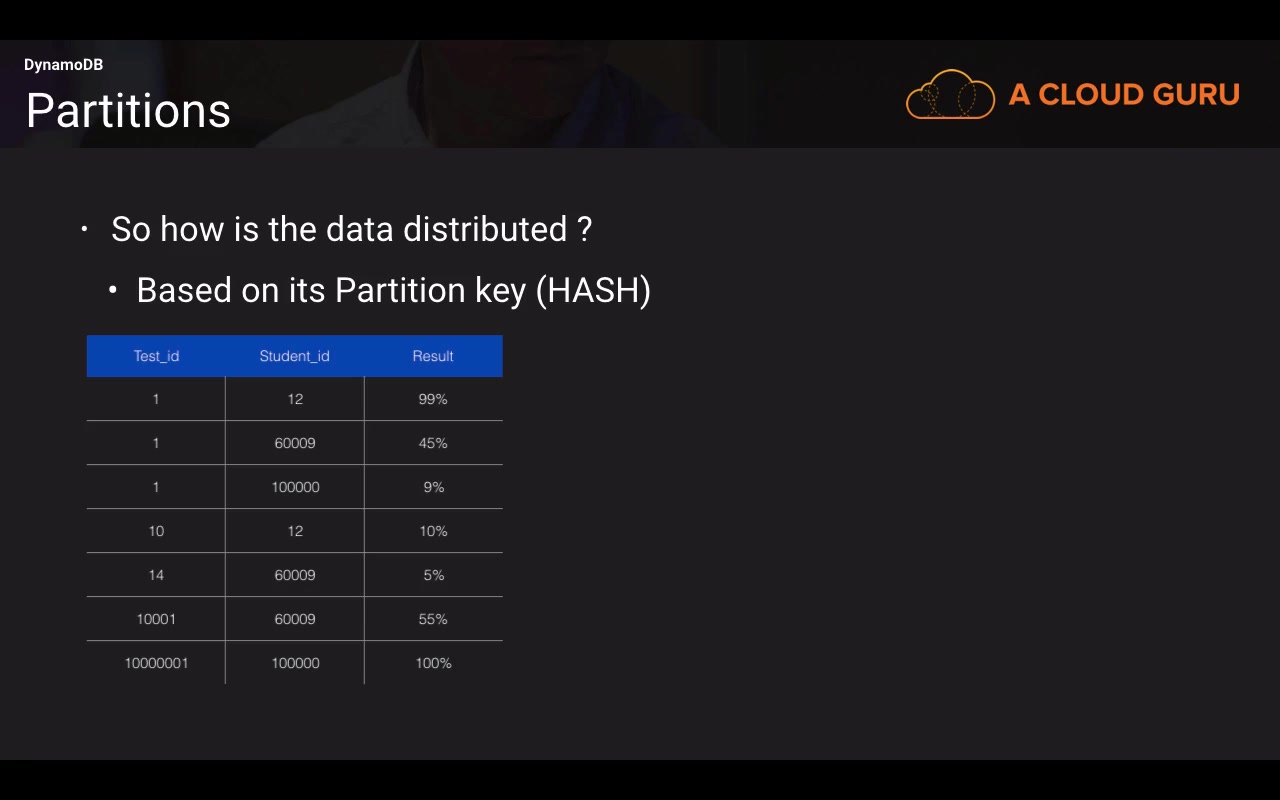 DynamoDB
Partitions
A CLOUD GURU
• So how is the data distributed ?
• Based on its Partition key (HASH)
Test_id Student_id Result
1 12 99%
1 60009 45%
1 100000 9%
10 12 10%
14 60009 5%
10001 60009 55%
10000001 100000 100%